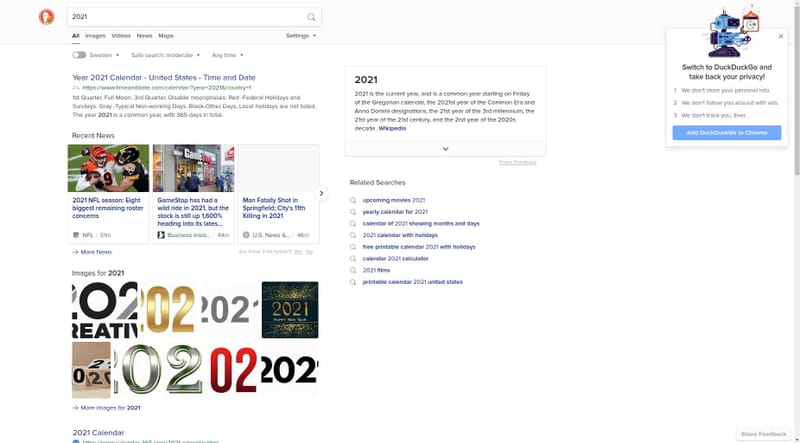 2021
All Images Videos News Maps Settings
Sweden Safe search: moderate Any time
Year 2021 Calendar - United States - Time and Date
https://www.timeanddate.com/calendar/?year=2021&country=1
1st Quarter. Full Moon. 3rd Quarter. Disable moonphases. Red -Federal Holidays and
Sundays. Gray -Typical Non-working Days. Black-Other Days. Local holidays are not listed.
The year 2021 is a common year, with 365 days in total.
Recent News
2021 NFL season: Eight
biggest remaining roster
concerns
NFL 51m
GameStop has had a
wild ride in 2021, but the
stock is still up 1,600%
heading into its lates...
Business Insid... 44m
Man Fatally Shot in
Springfield; City's 11th
Killing in 2021
U.S. News &... 46m
More News
Are these links helpful? Yes No
Images for 2021
202
CREATIV
202
2021
2021
HAPPY NEW YEAR
202
202
02
202
More Images for 2021
2021 Calendar
2021
2021 is the current year, and is a common year starting on Friday
of the Gregorian calendar, the 2021st year of the Common Era and
Anno Domini designations, the 21st year of the 3rd millennium, the
21st year of the 21st century, and the 2nd year of the 2020s
decade. Wikipedia
Share Feedback
Related Searches
upcoming movies 2021
yearly calendar for 2021
calendar of 2021 showing months and days
2021 calendar with holidays
free printable calendar 2021 with holidays
calendar 2021 calculator
2021 films
printable calendar 2021 united states
Switch to DuckDuckGo and
take back your privacy!
1 We don't store your personal info.
2 We don't follow you around with ads.
3 We don't track you. Ever.
Add DuckDuckGo to Chrome
Share Feedback